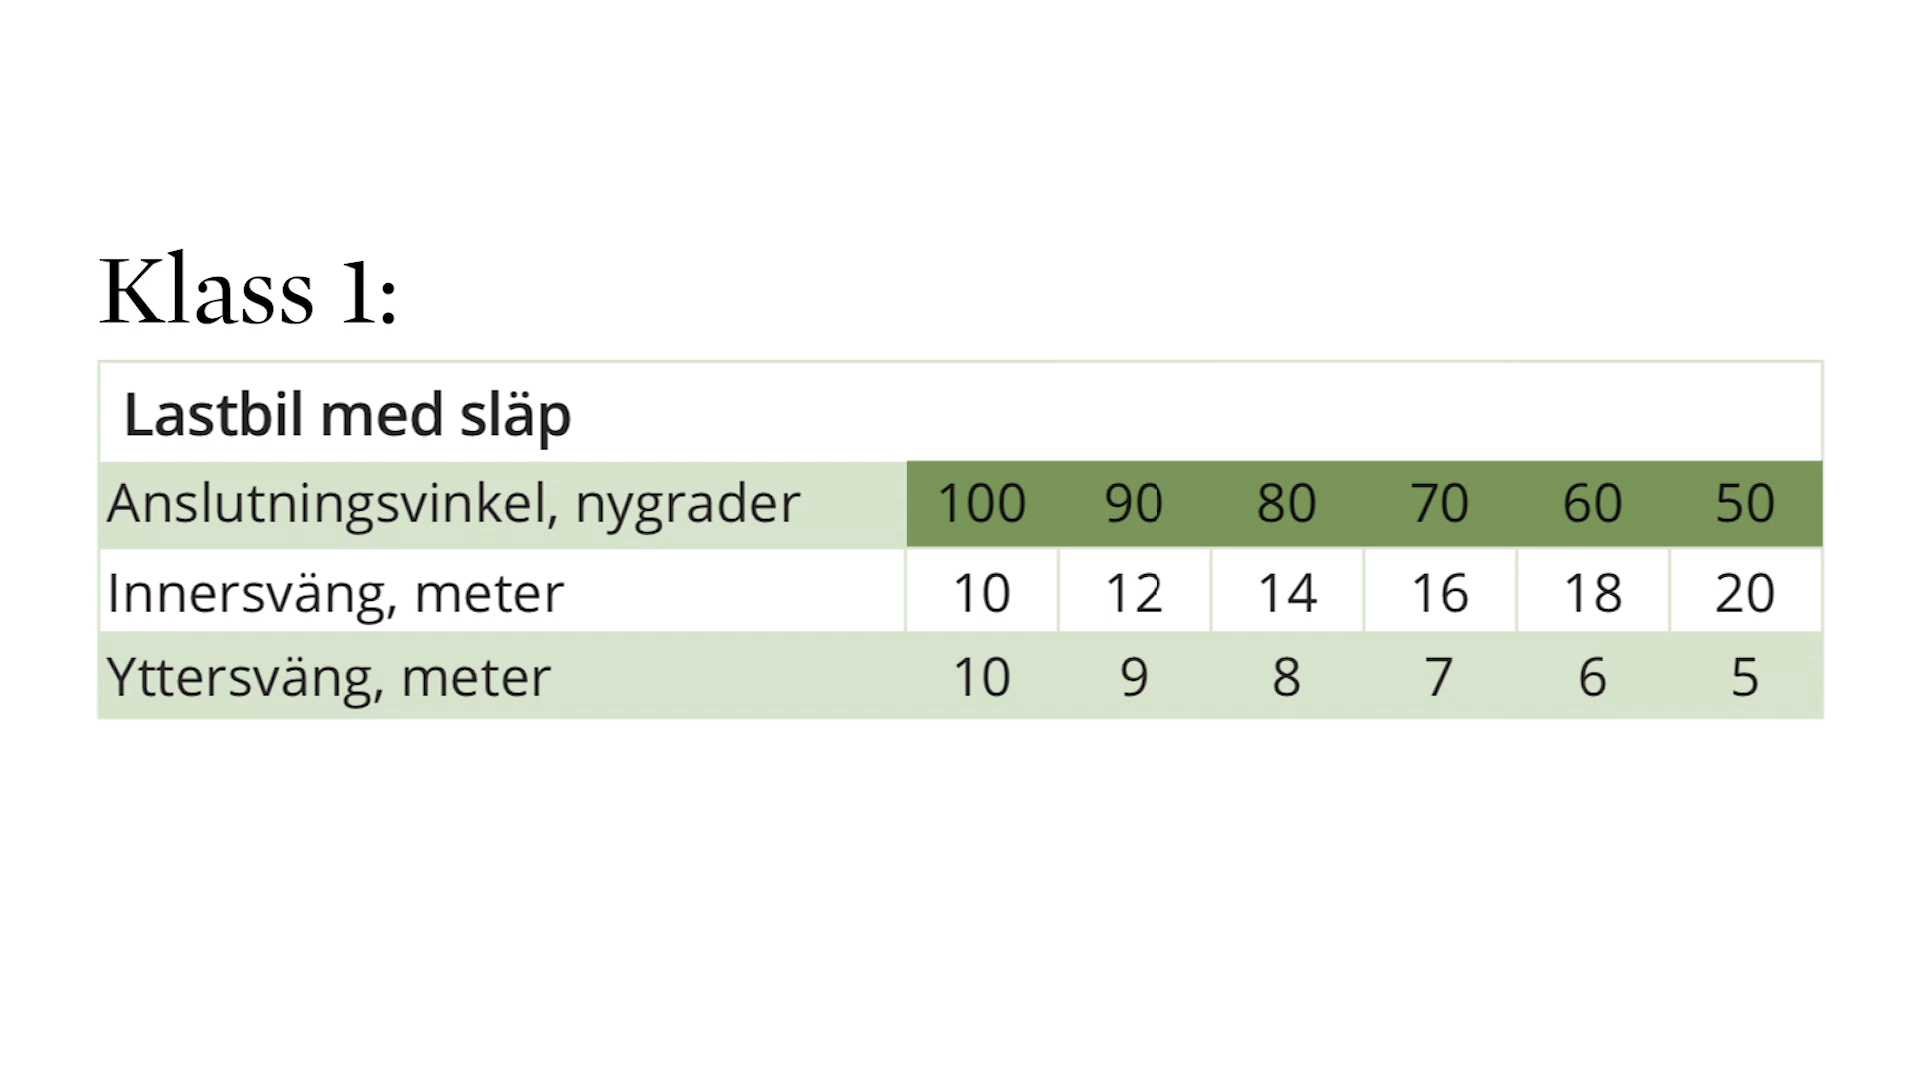 Klass 1:
Lastbil med släp
Anslutningsvinkel, nygrader 100 90 80 70 60 50
Innersväng, meter 10 12 14 16 18 20
Yttersväng, meter 10 9 8 7 6 5